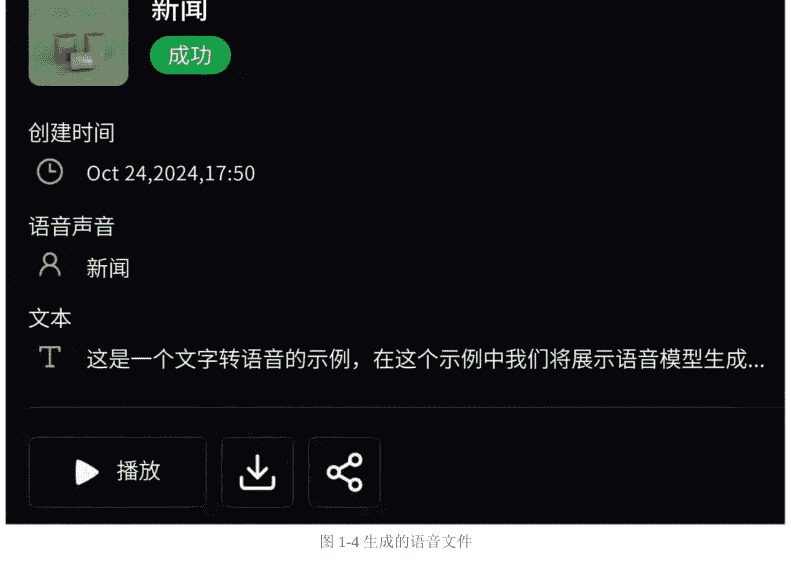 新闻
成功
创建时间
Oct 24,2024,17:50
语音声音
新闻
文本
这是一个文字转语音的示例，在这个示例中我们将展示语音模型生成...
播放
图 1-4 生成的语音文件